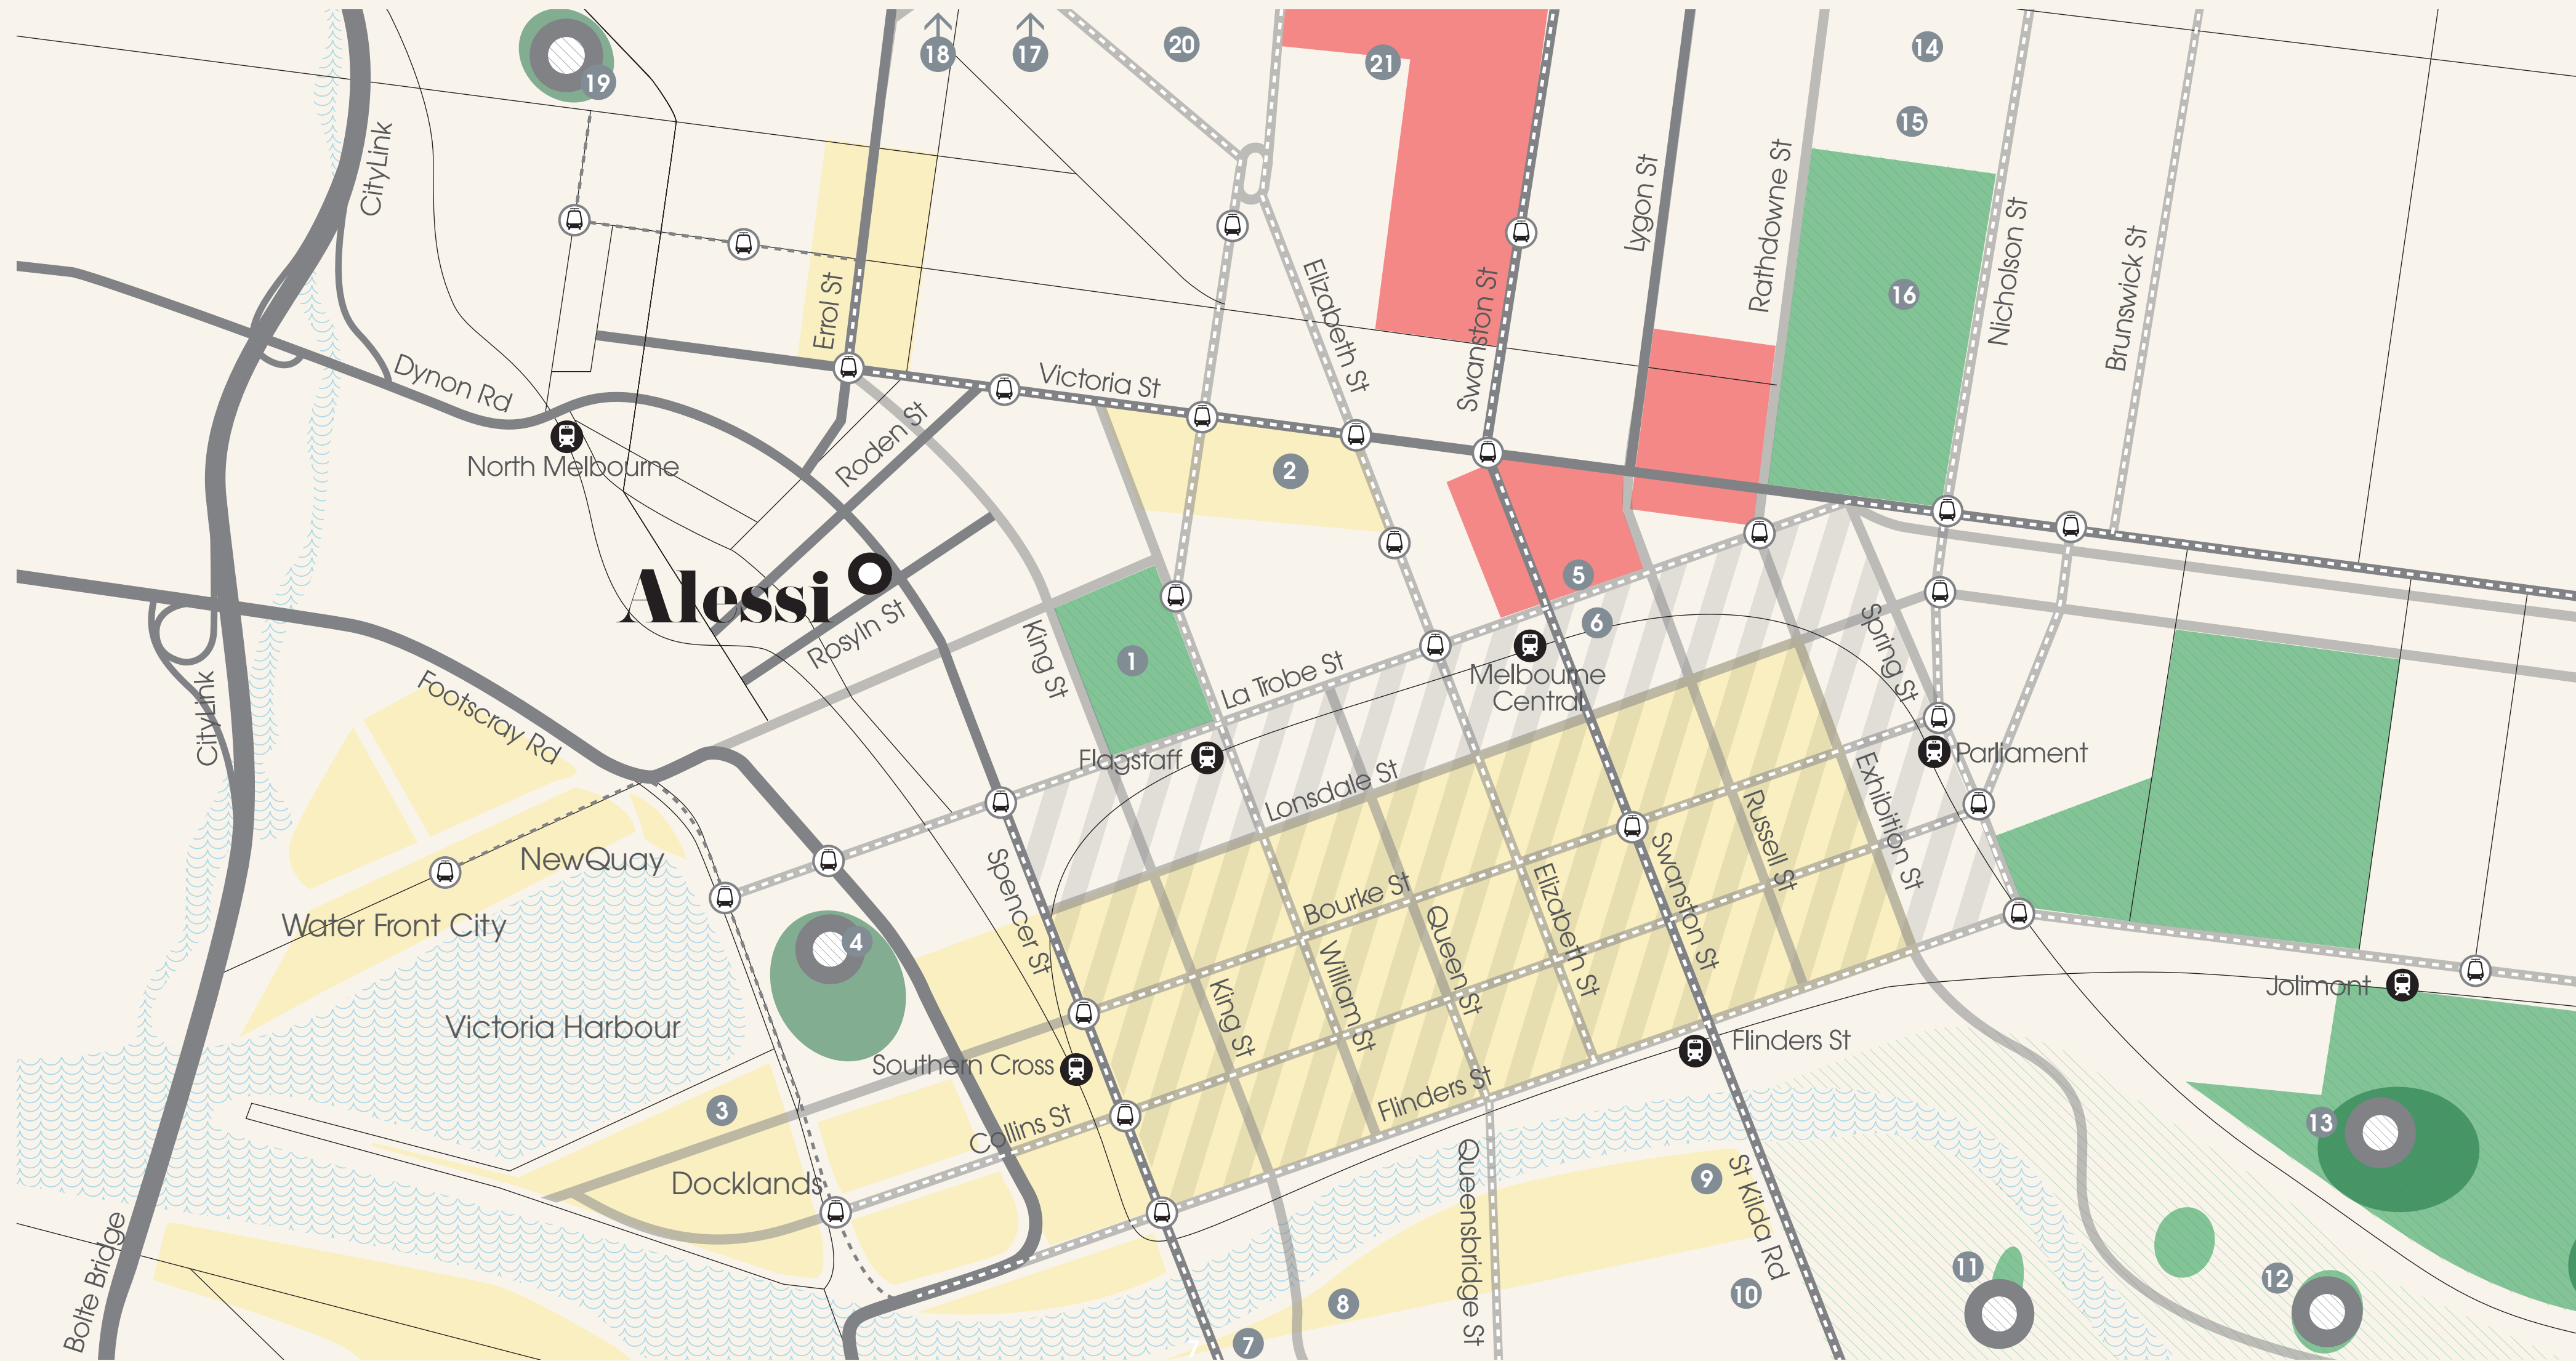 18
17
20
21
14
19
15
CityLink
Lygon St
Rathdowne St
Nicholson St
Brunswick St
16
Errol St
Elizabeth St
Swanston St
Dynon Rd
Victoria St
Roden St
North Melbourne
2
5
6
Alessi
Rosyln St
King St
1
La Trobe St
Melbourne
Central
Spring St
CityLink
Footscray Rd
Flagstaff
Lonsdale St
Parliament
Exhibition St
Russell St
NewQuay
Water Front City
4
Spencer St
Bourke St
Queen St
Elizabeth St
Swanston St
William St
King St
Jolimont
Victoria Harbour
Southern Cross
Flinders St
3
Collins St
Flinders St
13
Docklands
Queensbridge St
9
St Kilda Rd
Bolte Bridge
11
12
10
8
7